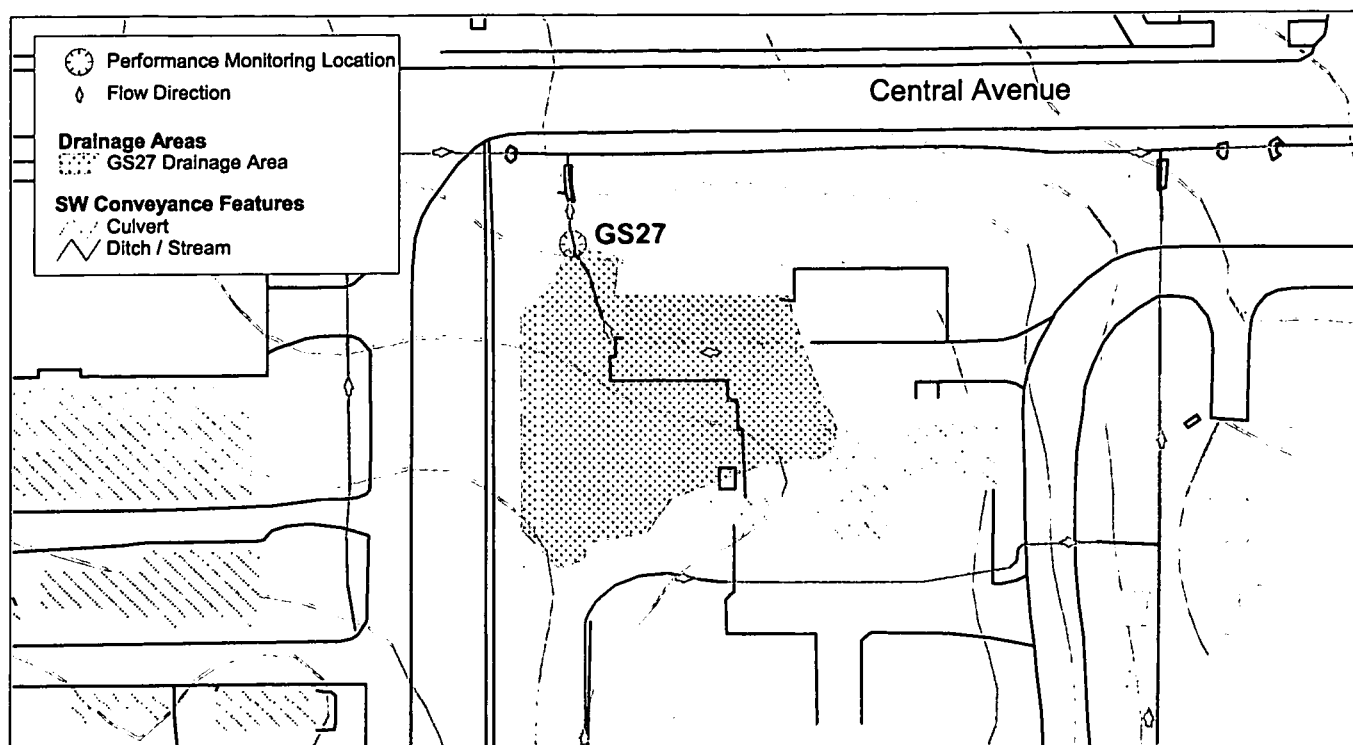 Performance Monitoring Location
Flow Direction
Drainage Areas
GS27 Drainage Area
SW Conveyance Features
Culvert
Ditch / Stream
Central Avenue
GS27